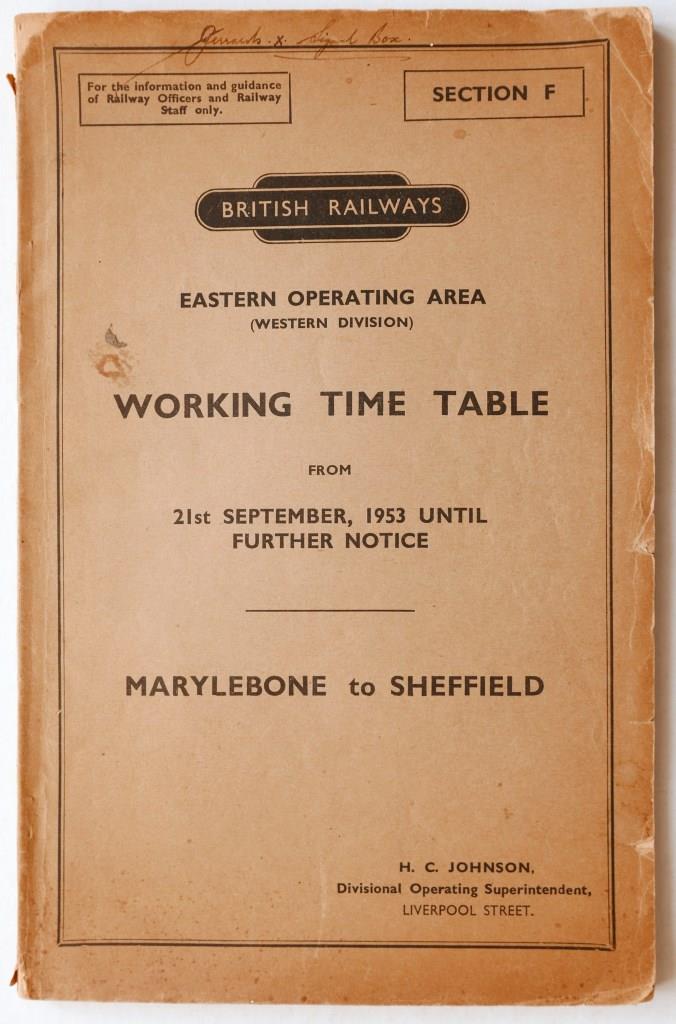 x. Signal Box.
For the information and guidance
of Railway Officers and Railway
Staff only.
SECTION F
BRITISH RAILWAYS
EASTERN OPERATING AREA
(WESTERN DIVISION)
WORKING TIME TABLE
FROM
21st SEPTEMBER, 1953 UNTIL
FURTHER NOTICE
MARYLEBONE to SHEFFIELD
H. C. JOHNSON,
Divisional Operating Superintendent,
LIVERPOOL STREET.